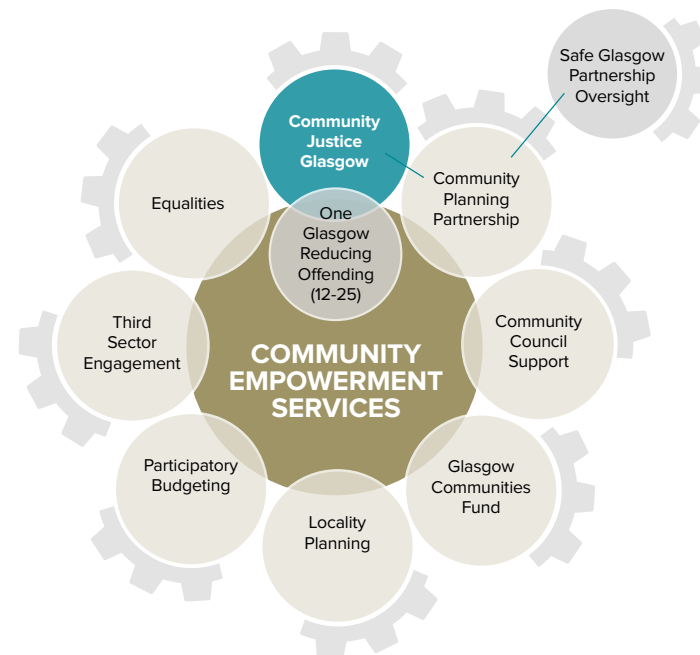 Safe Glasgow
Partnership
Oversight
Community
Justice
Glasgow
Community
Planning
Partnership
Equalities
One
Glasgow
Reducing
Offending
(12-25)
Third
Sector
Engagement
Community
Council
Support
COMMUNITY
EMPOWERMENT
SERVICES
Participatory
Budgeting
Glasgow
Communities
Fund
Locality
Planning